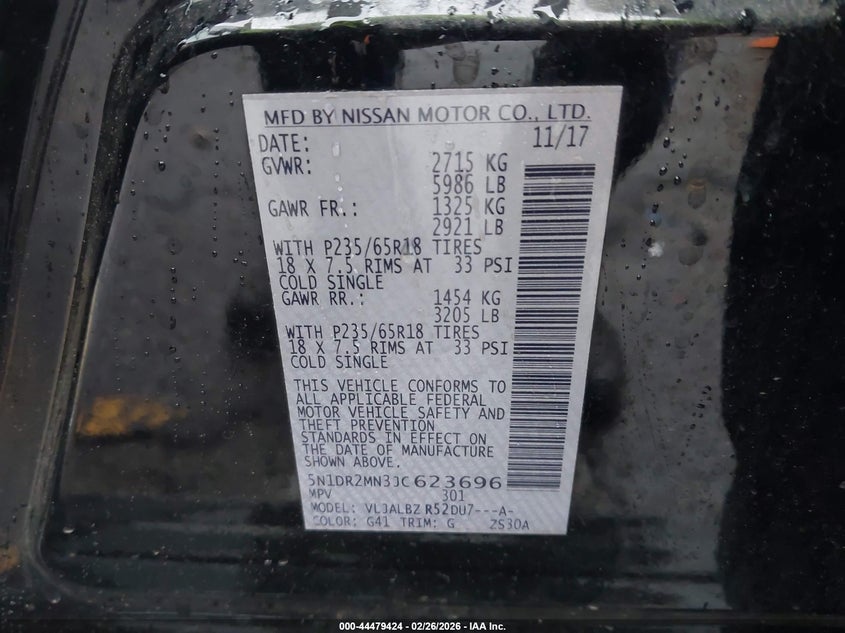 MFD BY NISSAN MOTOR CO., LTD.
DATE: 11/17
GVWR: 2715 KG
5986 LB
GAWR FR.: 1325 KG
2921 LB
WITH P235/65R18 TIRES
18 X 7.5 RIMS AT 33 PSI
COLD SINGLE
GAWR RR.: 1454 KG
3205 LB
WITH P235/65R18 TIRES
18 X 7.5 RIMS AT 33 PSI
COLD SINGLE
THIS VEHICLE CONFORMS TO
ALL APPLICABLE FEDERAL
MOTOR VEHICLE SAFETY AND
THEFT PREVENTION
STANDARDS IN EFFECT ON
THE DATE OF MANUFACTURE
SHOWN ABOVE.
5N1DR2MN3JC623696
MPV 301
MODEL: VL3ALBZ R52DU7---A-
COLOR: G41 TRIM: G ZS30A
000-44479424 | 02/26/2026 - IAA Inc.